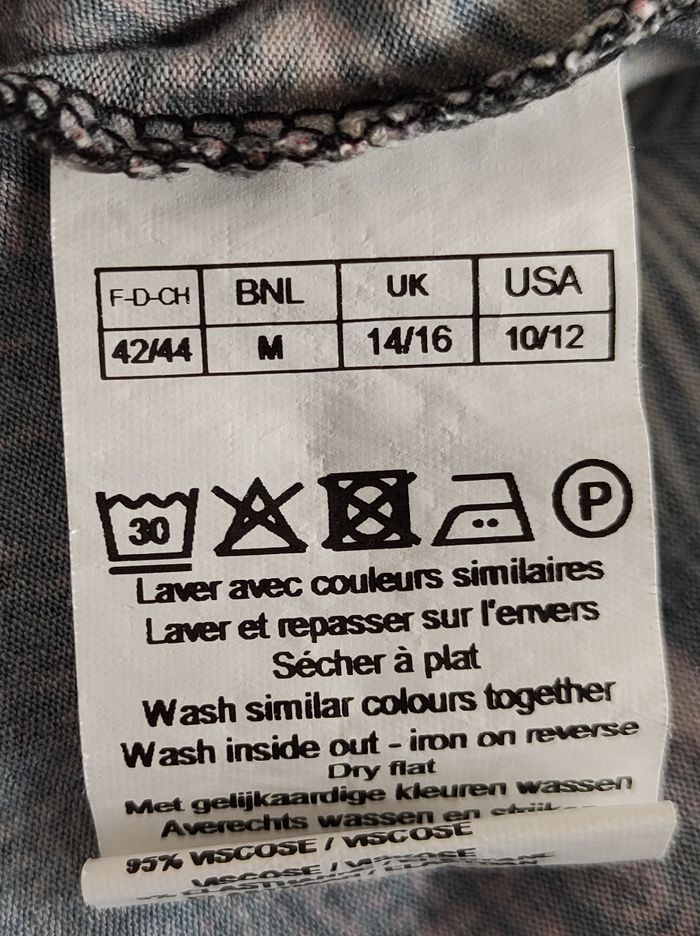 F-D-CH BNL UK USA
42/44 M 14/16 10/12
30 P
Laver avec couleurs similaires
Laver et repasser sur l'envers
Sécher à plat
Wash similar colours together
Wash inside out - iron on reverse
Dry flat
Met gelijkaardige kleuren wassen
Averechts wassen en
95% VISCOSE / VISCOSE
VISCOSE / VISCOSE